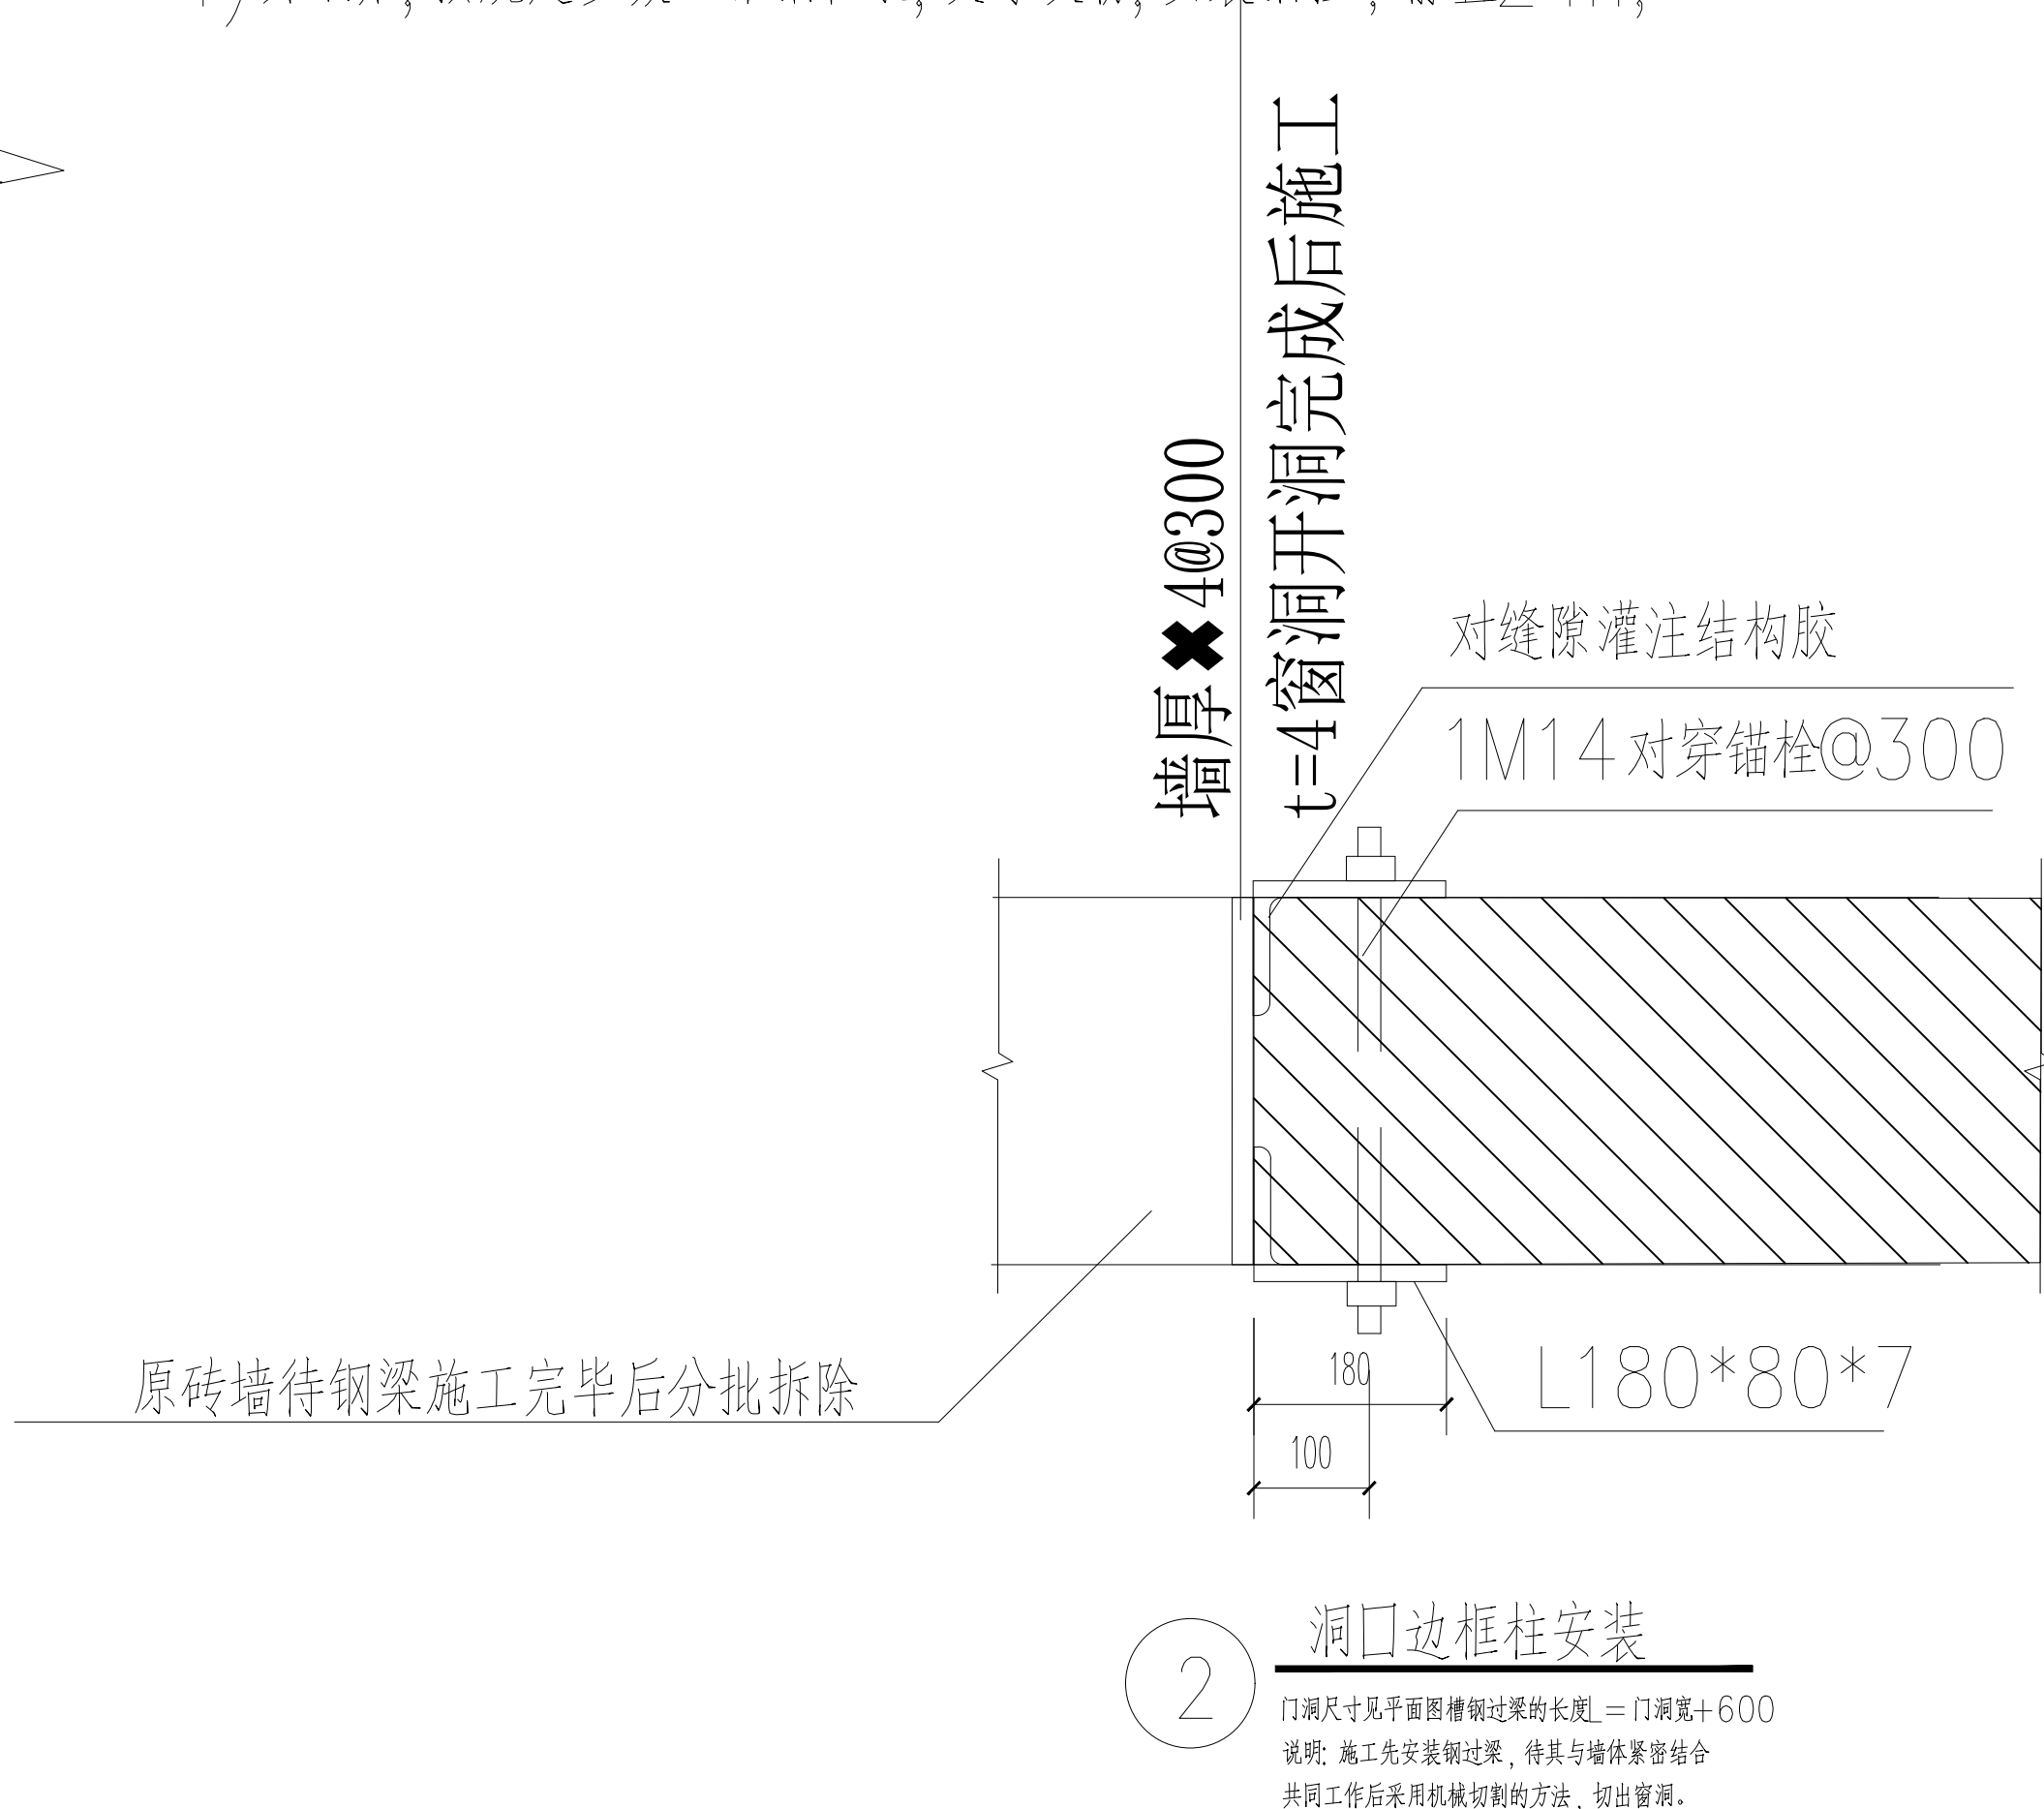 墙厚✖4@300
t=4窗洞开洞完成后施工
对缝隙灌注结构胶
1M14对穿锚栓@300
原砖墙待钢梁施工完毕后分批拆除
180
L180*80*7
100
2
洞口边框柱安装
门洞尺寸见平面图槽钢过梁的长度L=门洞宽+600
说明: 施工先安装钢过梁, 待其与墙体紧密结合
共同工作后采用机械切割的方法, 切出窗洞。